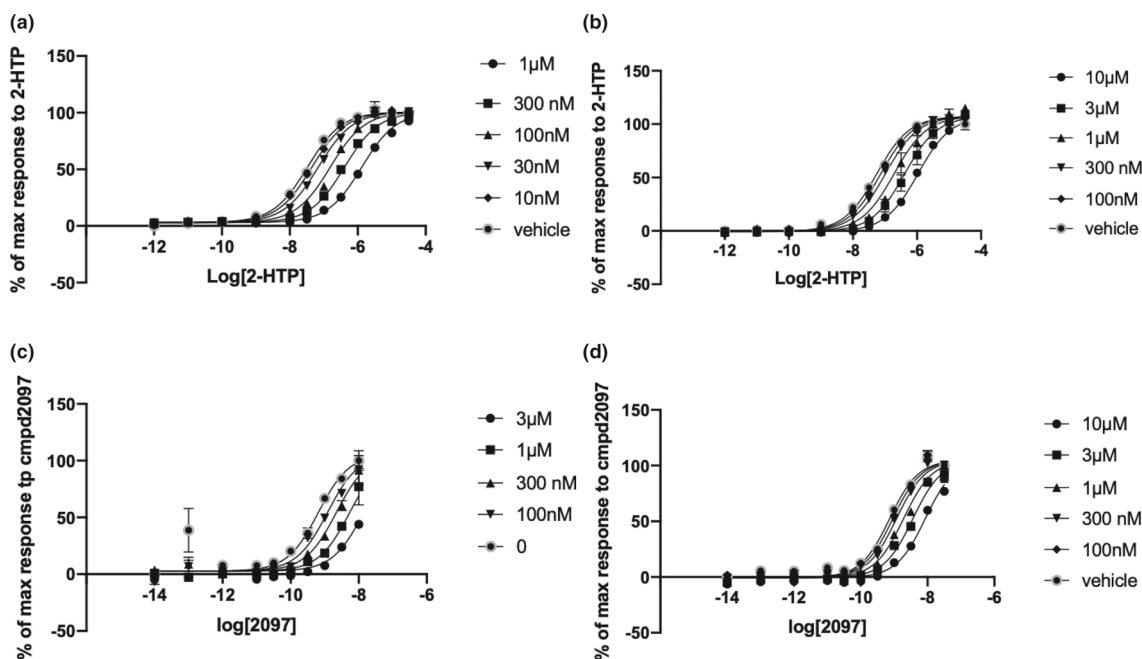 (a)
% of max response to 2-HTP
150
100
50
0
-50
-12
-10
-8
-6
-4
Log[2-HTP]
1µM
300 nM
100nM
30nM
10nM
vehicle
(b)
% of max response to 2-HTP
150
100
50
0
-50
-12
-10
-8
-6
-4
Log[2-HTP]
10µM
3µM
1µM
300 nM
100nM
vehicle
(c)
% of max response tp cmpd2097
150
100
50
0
-50
-14
-12
-10
-8
-6
log[2097]
3µM
1µM
300 nM
100nM
0
(d)
% of max response to cmpd2097
150
100
50
0
-50
-14
-12
-10
-8
-6
log[2097]
10µM
3µM
1µM
300 nM
100nM
vehicle